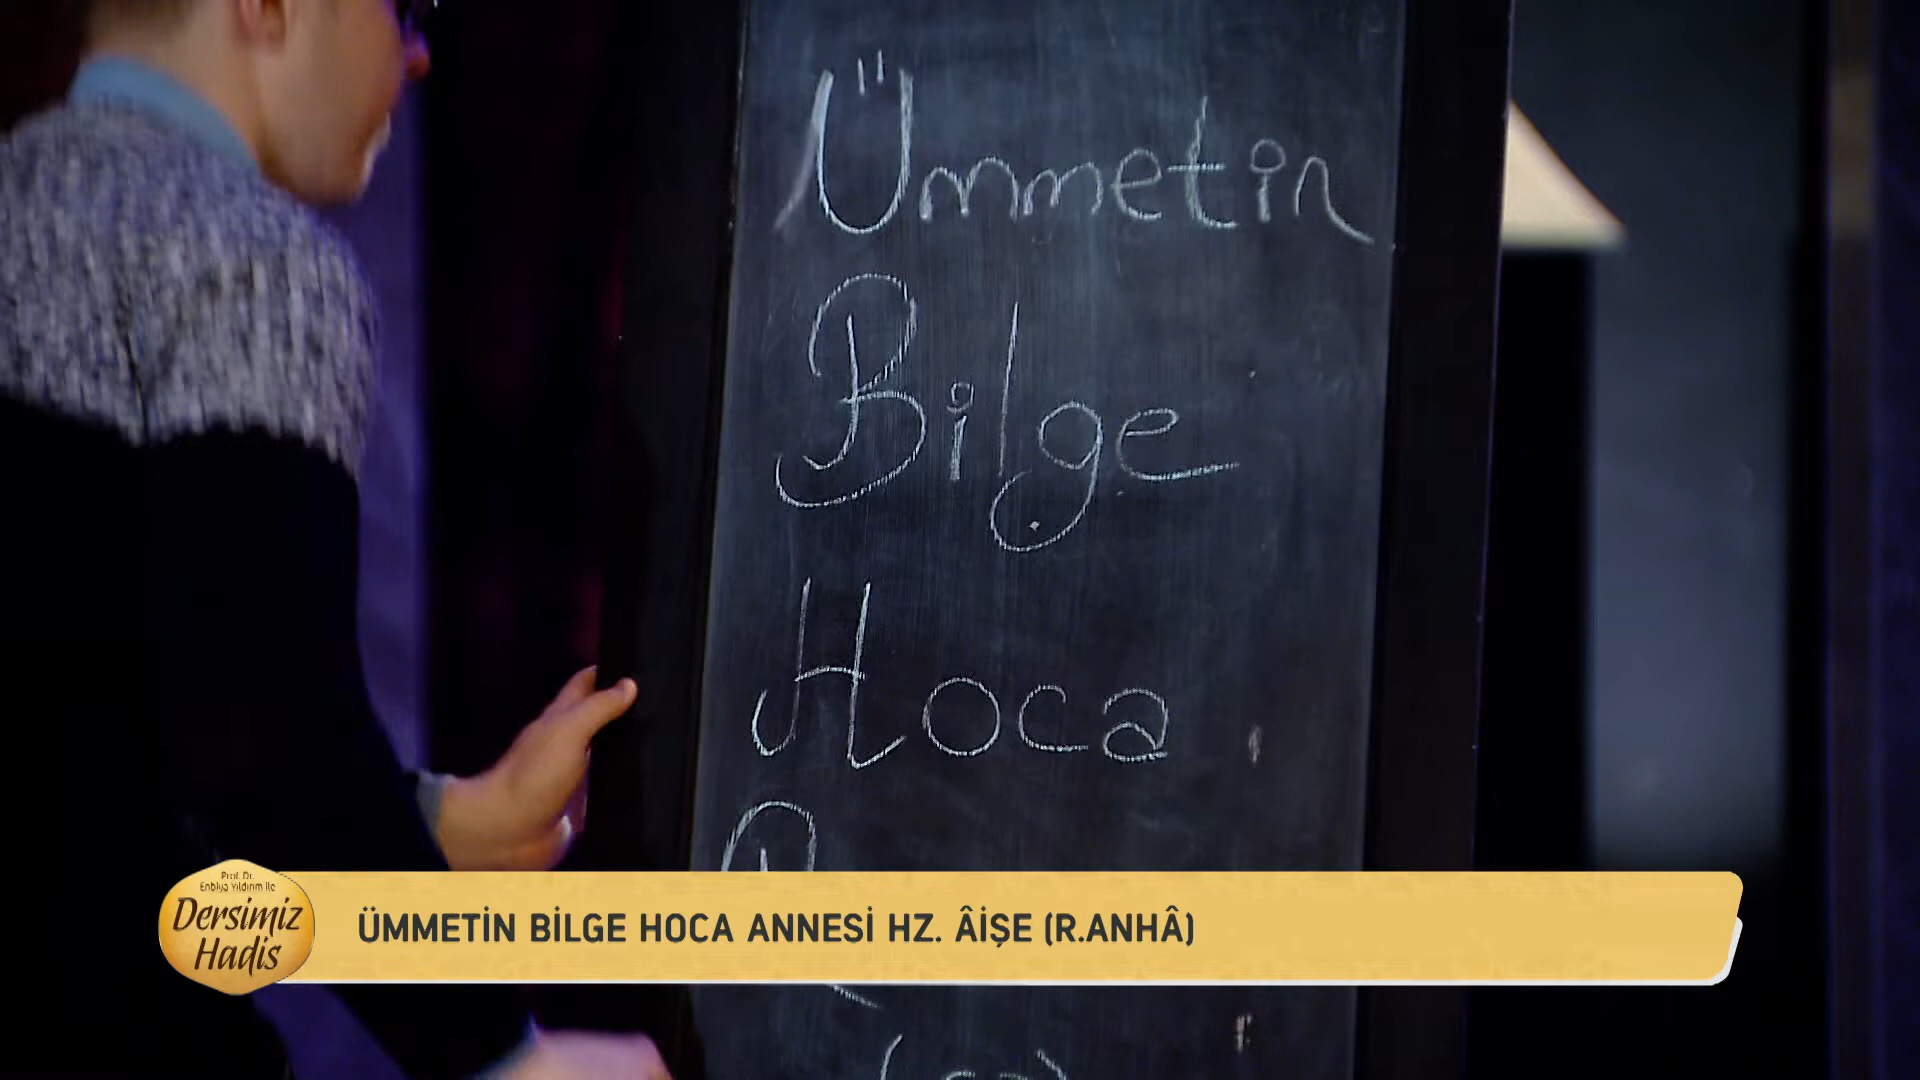 Ümmetin
Bilge
Hoca
Prof. Dr.
Enbiya Yıldırım ile
Dersimiz
Hadis
ÜMMETİN BİLGE HOCA ANNESİ HZ. ÂİŞE (R.ANHÂ)